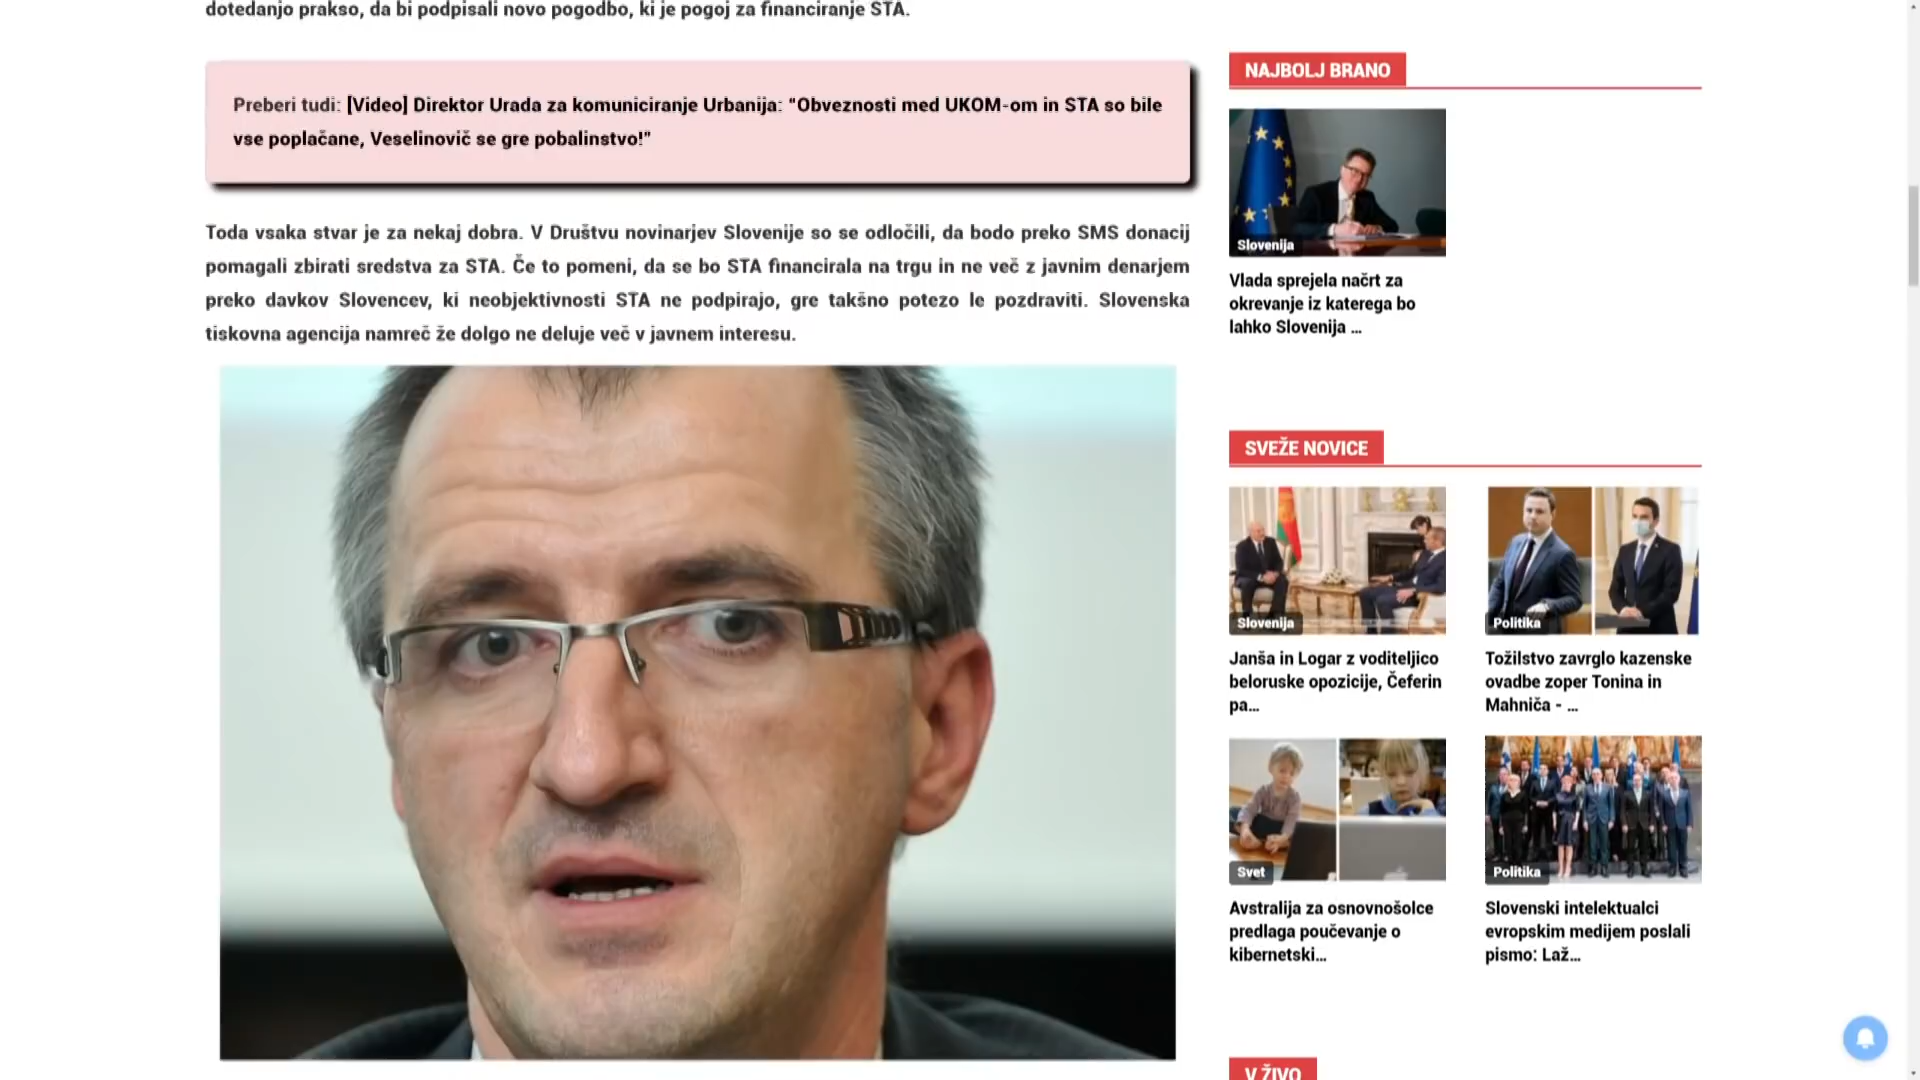 dotedanjo prakso, da bi podpisali novo pogodbo, ki je pogoj za financiranje STA.
Preberi tudi: [Video] Direktor Urada za komuniciranje Urbanija: “Obveznosti med UKOM-om in STA so bile
vse poplačane, Veselinovič se gre pobalinstvo!”
Toda vsaka stvar je za nekaj dobra. V Društvu novinarjev Slovenije so se odločili, da bodo preko SMS donacij
pomagali zbirati sredstva za STA. Če to pomeni, da se bo STA financirala na trgu in ne več z javnim denarjem
preko davkov Slovencev, ki neobjektivnosti STA ne podpirajo, gre takšno potezo le pozdraviti. Slovenska
tiskovna agencija namreč že dolgo ne deluje več v javnem interesu.
NAJBOLJ BRANO
Slovenija
Vlada sprejela načrt za
okrevanje iz katerega bo
lahko Slovenija ...
SVEŽE NOVICE
Slovenija
Janša in Logar z voditeljico
beloruske opozicije, Čeferin
pa...
Politika
Tožilstvo zavrglo kazenske
ovadbe zoper Tonina in
Mahniča - ...
Svet
Avstralija za osnovnošolce
predlaga poučevanje o
kibernetski...
Politika
Slovenski intelektualci
evropskim medijem poslali
pismo: Laž...
V ŽIVO